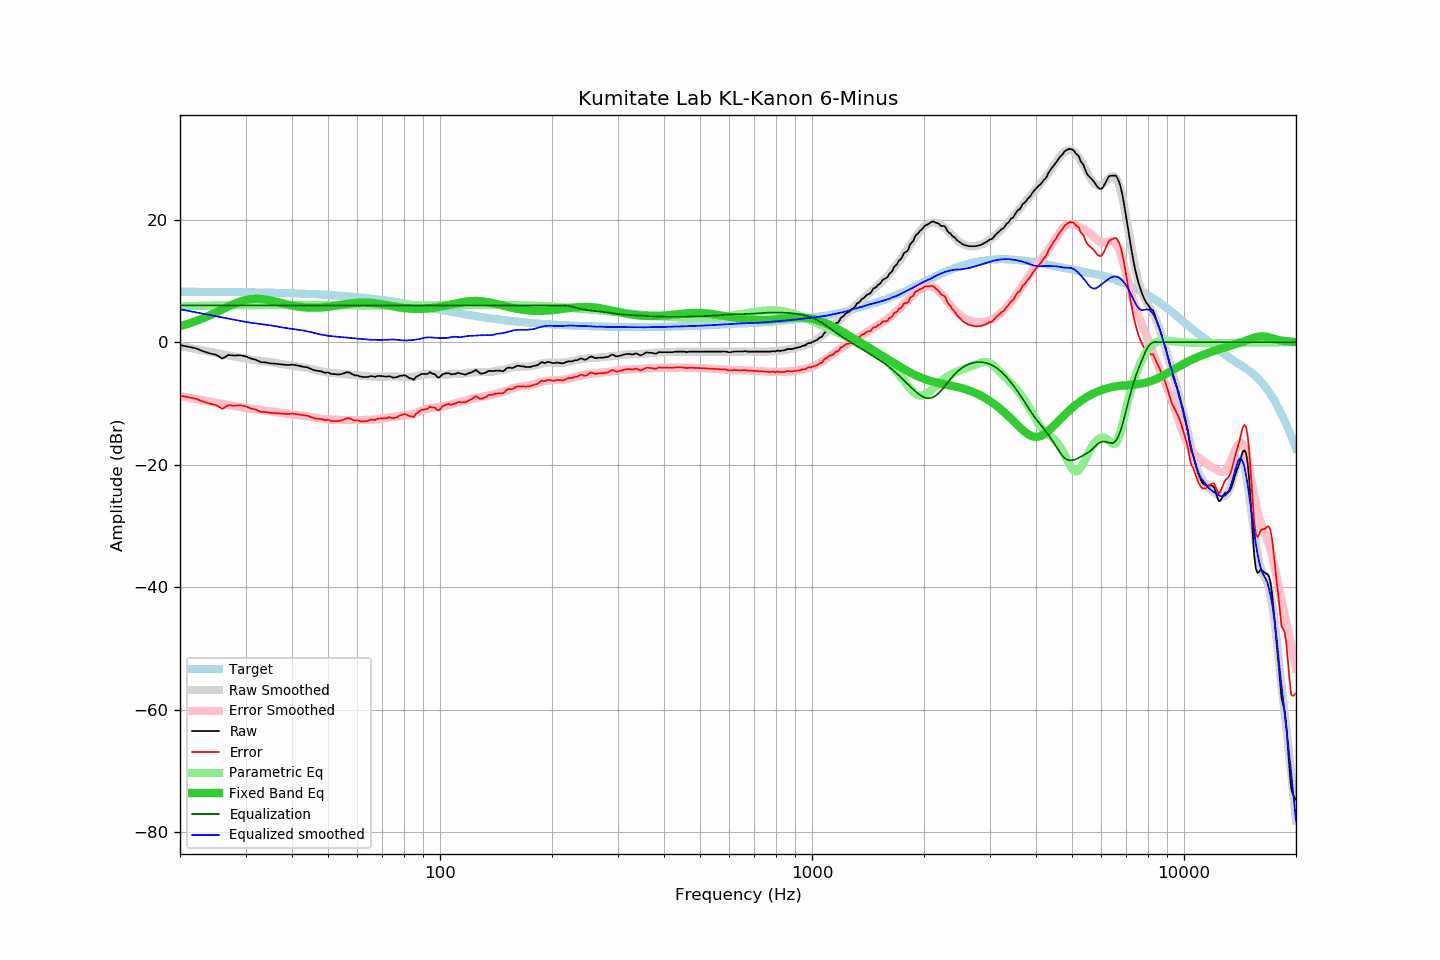 Kumitate Lab KL-Kanon 6-Minus
Amplitude (dBr)
20
0
−20
−40
−60
−80
Target
Raw Smoothed
Error Smoothed
Raw
Error
Parametric Eq
Fixed Band Eq
Equalization
Equalized smoothed
100 1000 10000
Frequency (Hz)